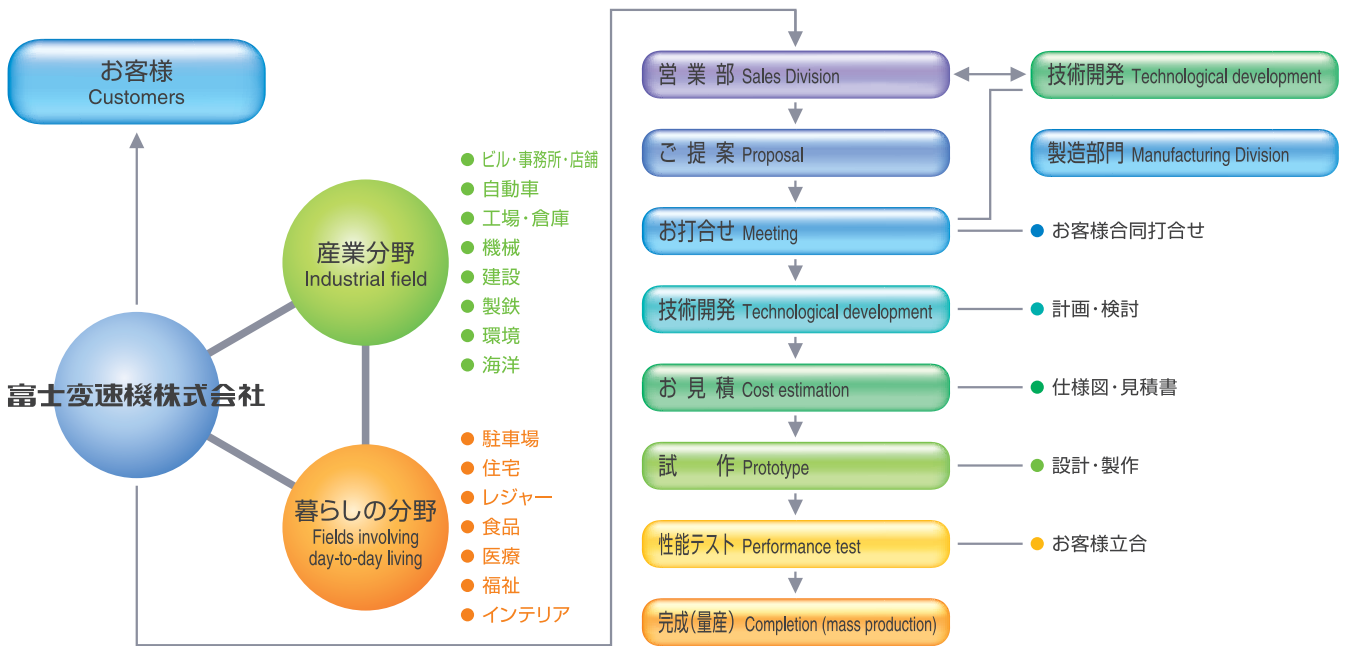 お客様
Customers
富士変速機株式会社
産業分野
Industrial field
● ビル・事務所・店舗
● 自動車
● 工場・倉庫
● 機械
● 建設
● 製鉄
● 環境
● 海洋
暮らしの分野
Fields involving
day-to-day living
● 駐車場
● 住宅
● レジャー
● 食品
● 医療
● 福祉
● インテリア
営業部 Sales Division
技術開発 Technological development
ご提案 Proposal
製造部門 Manufacturing Division
お打合せ Meeting
● お客様合同打合せ
技術開発 Technological development
● 計画・検討
お見積 Cost estimation
● 仕様図・見積書
試作 Prototype
● 設計・製作
性能テスト Performance test
● お客様立合
完成(量産) Completion (mass production)